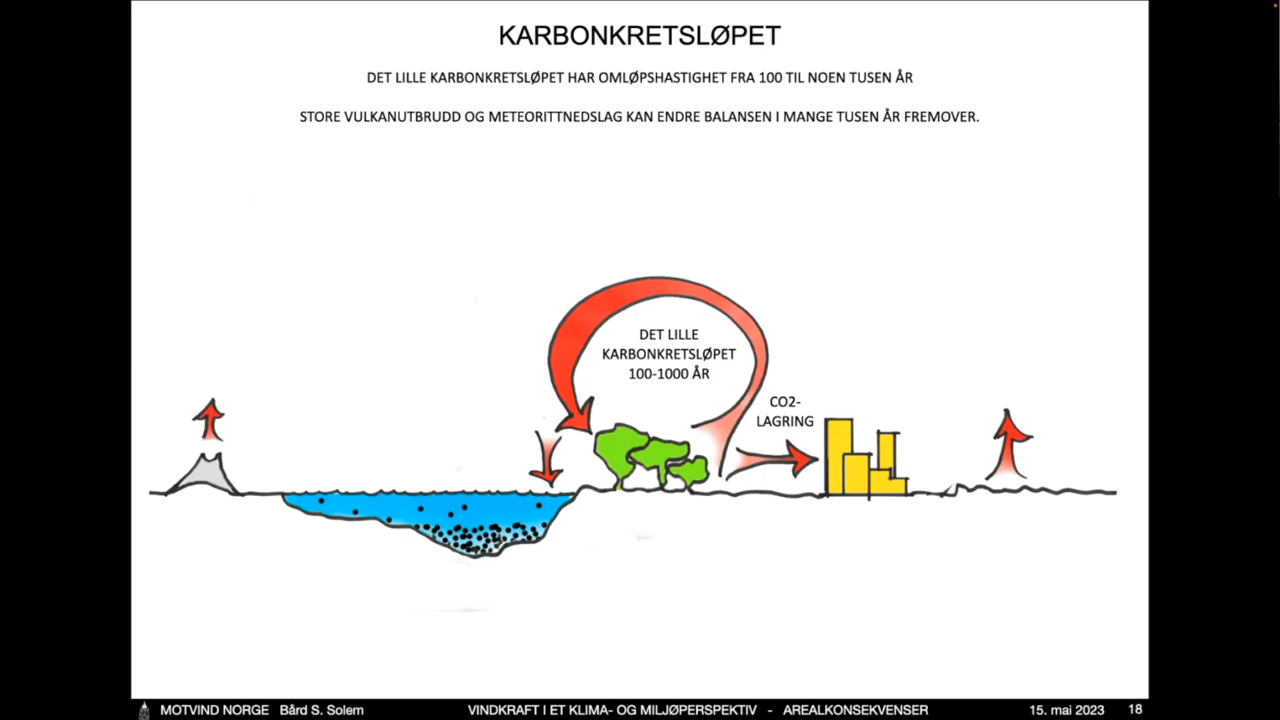 KARBONKRETSLØPET
DET LILLE KARBONKRETSLØPET HAR OMLØPSHASTIGHET FRA 100 TIL NOEN TUSEN ÅR
STORE VULKANUTBRUDD OG METEORITTNEDSLAG KAN ENDRE BALANSEN I MANGE TUSEN ÅR FREMOVER.
DET LILLE
KARBONKRETSLØPET
100-1000 ÅR
CO2-
LAGRING
MOTVIND NORGE Bård S. Solem VINDKRAFT I ET KLIMA- OG MILJØPERSPEKTIV - AREALKONSEKVENSER 15. mai 2023 18